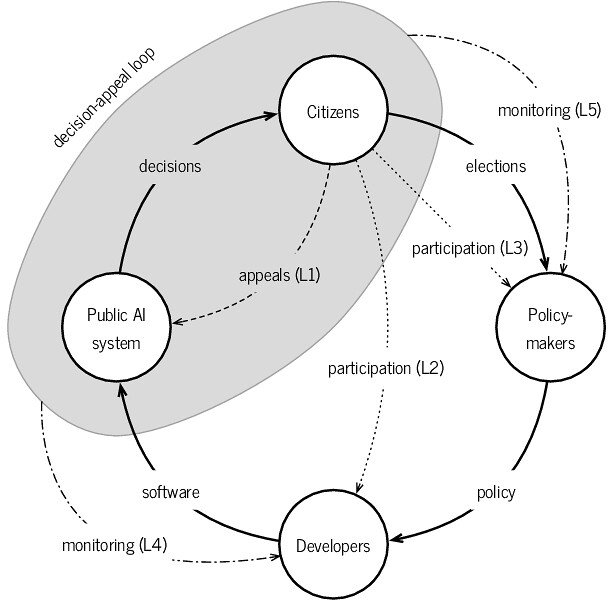 decision-appeal loop
Citizens
monitoring (L5)
decisions
elections
participation (L3)
appeals (L1)
Public AI
system
Policy-
makers
participation (L2)
software
policy
monitoring (L4)
Developers